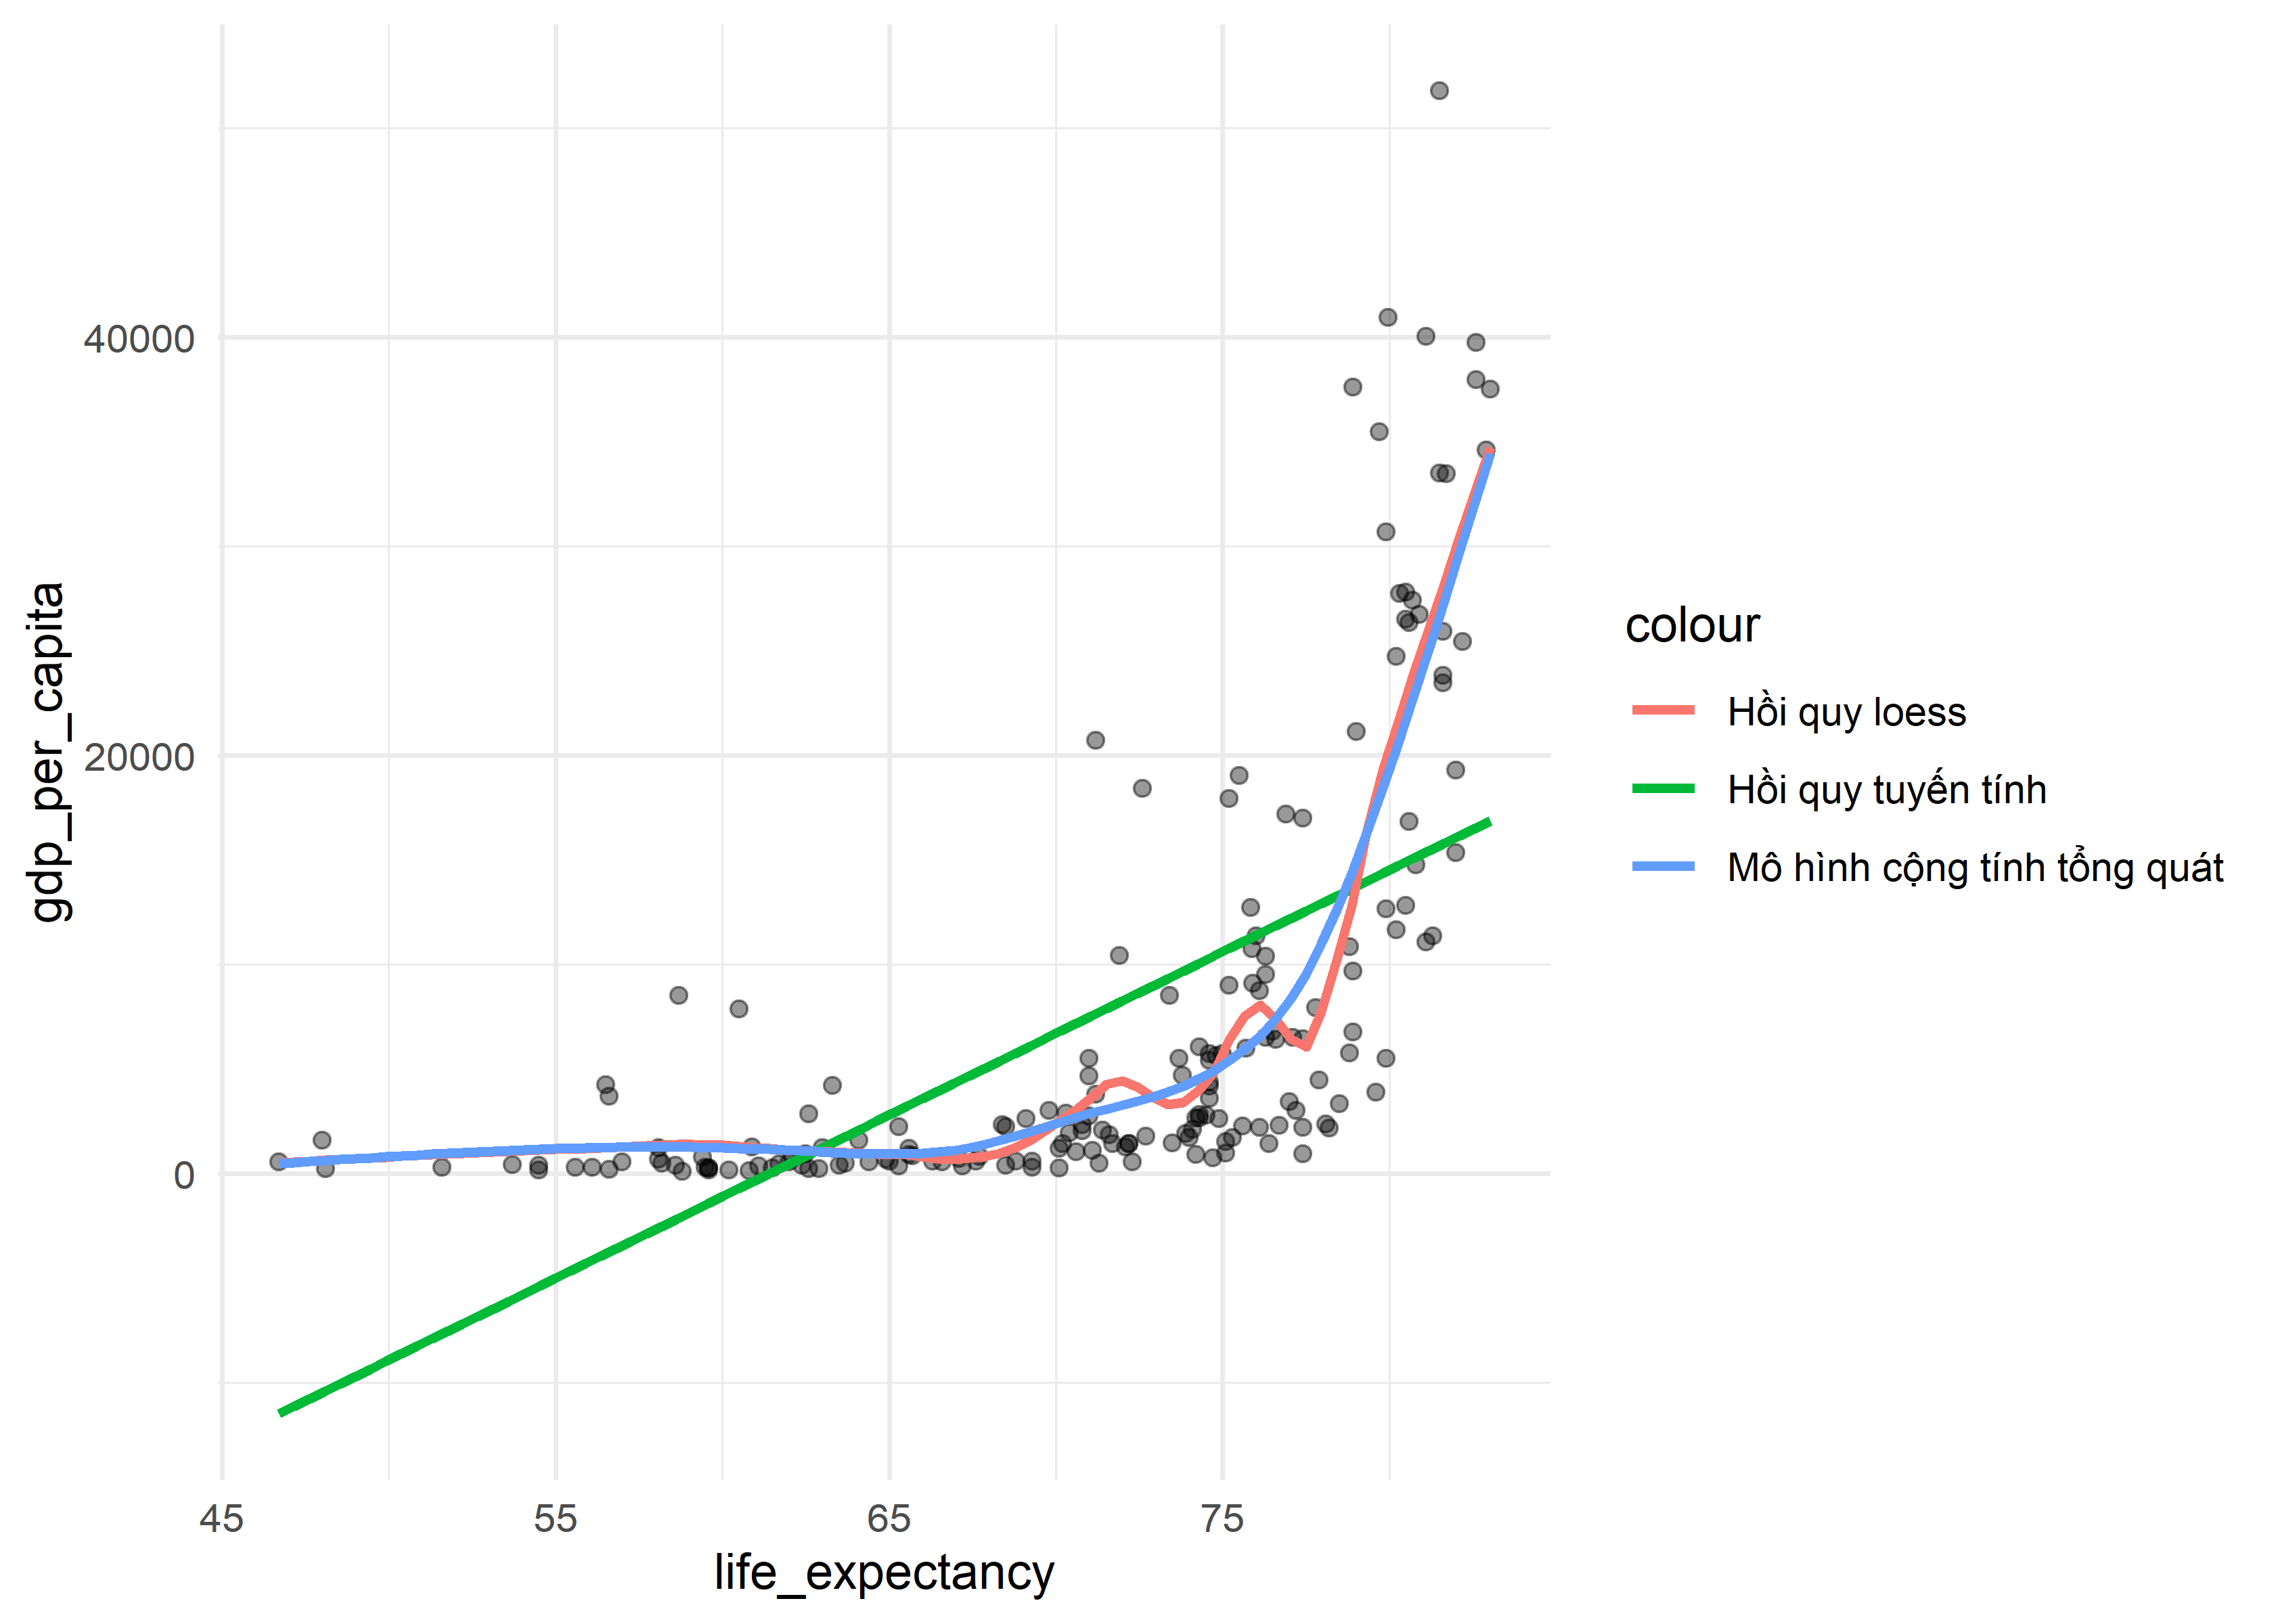 gdp_per_capita
40000
20000
0
45
55
65
75
life_expectancy
colour
Hồi quy loess
Hồi quy tuyến tính
Mô hình cộng tính tổng quát